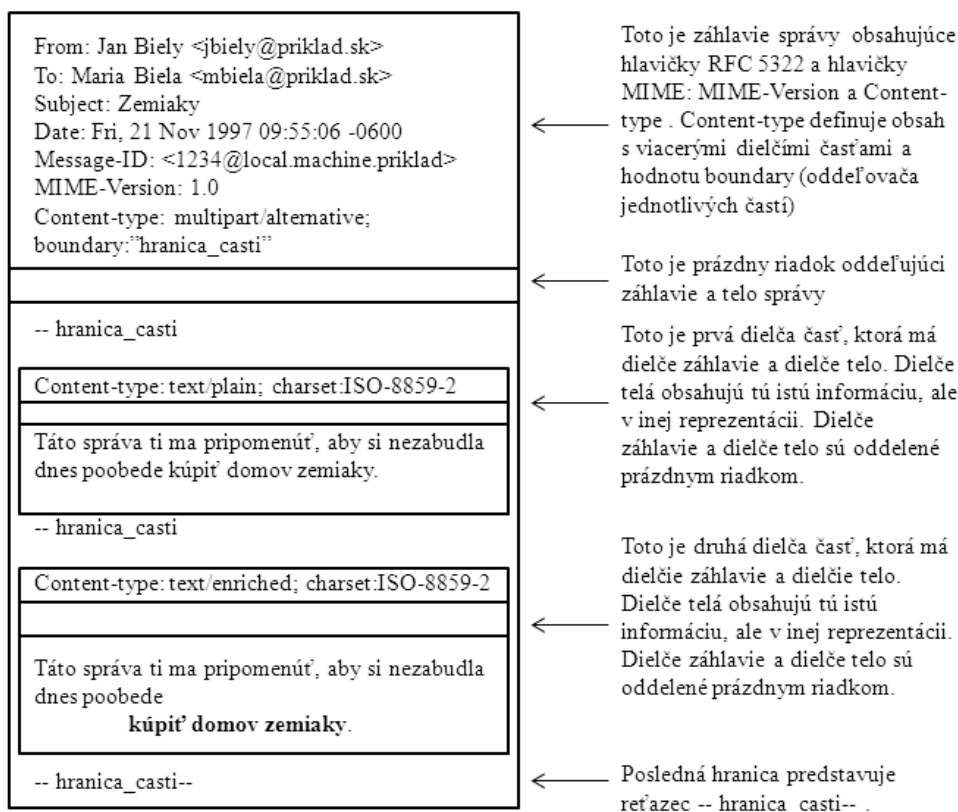 From: Jan Biely <jbiely@priklad.sk>
To: Maria Biela <mbiela@priklad.sk>
Subject: Zemiaky
Date: Fri, 21 Nov 1997 09:55:06 -0600
Message-ID: <1234@local.machine.priklad>
MIME-Version: 1.0
Content-type: multipart/alternative;
boundary:”hranica_casti”
Toto je záhlavie správy obsahujúce
hlavičky RFC 5322 a hlavičky
MIME: MIME-Version a Content-
type . Content-type definuje obsah
s viacerými dielčími časťami a
hodnotu boundary (oddeľovača
jednotlivých častí)
Toto je prázdny riadok oddeľujúci
záhlavie a telo správy
-- hranica_casti
Content-type: text/plain; charset:ISO-8859-2
Táto správa ti ma pripomenúť, aby si nezabudla
dnes poobede kúpiť domov zemiaky.
Toto je prvá dielča časť, ktorá má
dielče záhlavie a dielče telo. Dielče
telá obsahujú tú istú informáciu, ale
v inej reprezentácii. Dielče
záhlavie a dielče telo sú oddelené
prázdnym riadkom.
-- hranica_casti
Content-type: text/enriched; charset:ISO-8859-2
Táto správa ti ma pripomenúť, aby si nezabudla
dnes poobede
kúpiť domov zemiaky.
Toto je druhá dielča časť, ktorá má
dielčie záhlavie a dielčie telo.
Dielče telá obsahujú tú istú
informáciu, ale v inej reprezentácii.
Dielče záhlavie a dielče telo sú
oddelené prázdnym riadkom.
-- hranica_casti--
Posledná hranica predstavuje
reťazec -- hranica_casti-- .